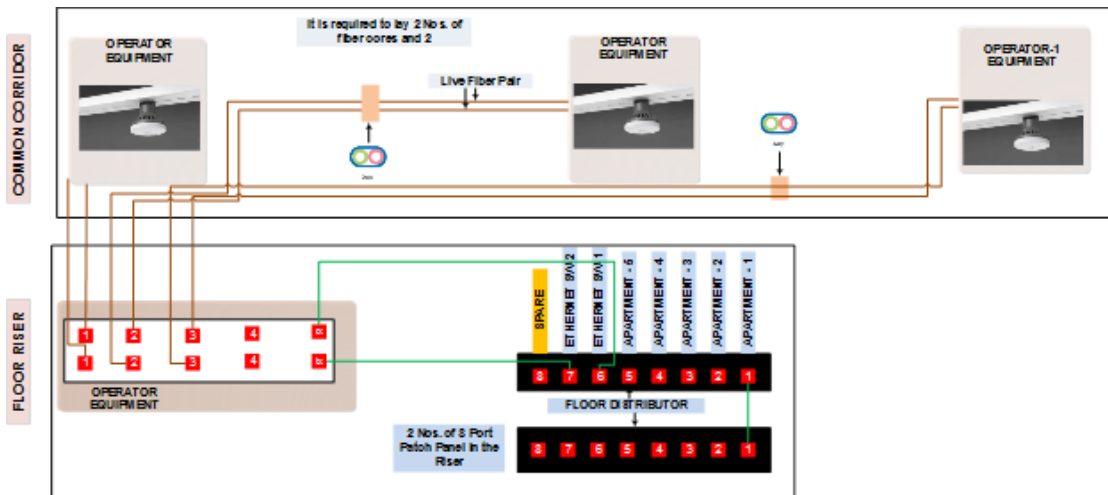 COMMON CORRIDOR
It is required to lay 2 Nos. of
fiber cores and 2
OPERATOR
EQUIPMENT
OPERATOR
EQUIPMENT
OPERATOR-1
EQUIPMENT
Live Fiber Pair
FLOOR RISER
SPARE
ETHERNET SW2
ETHERNET SW1
APARTMENT - 5
APARTMENT - 4
APARTMENT - 3
APARTMENT - 2
APARTMENT - 1
1 2 3 4
1 2 3 4
OPERATOR
EQUIPMENT
8 7 6 5 4 3 2 1
FLOOR DISTRIBUTOR
2 Nos. of 8 Port
Patch Panel in the
Riser
8 7 6 5 4 3 2 1